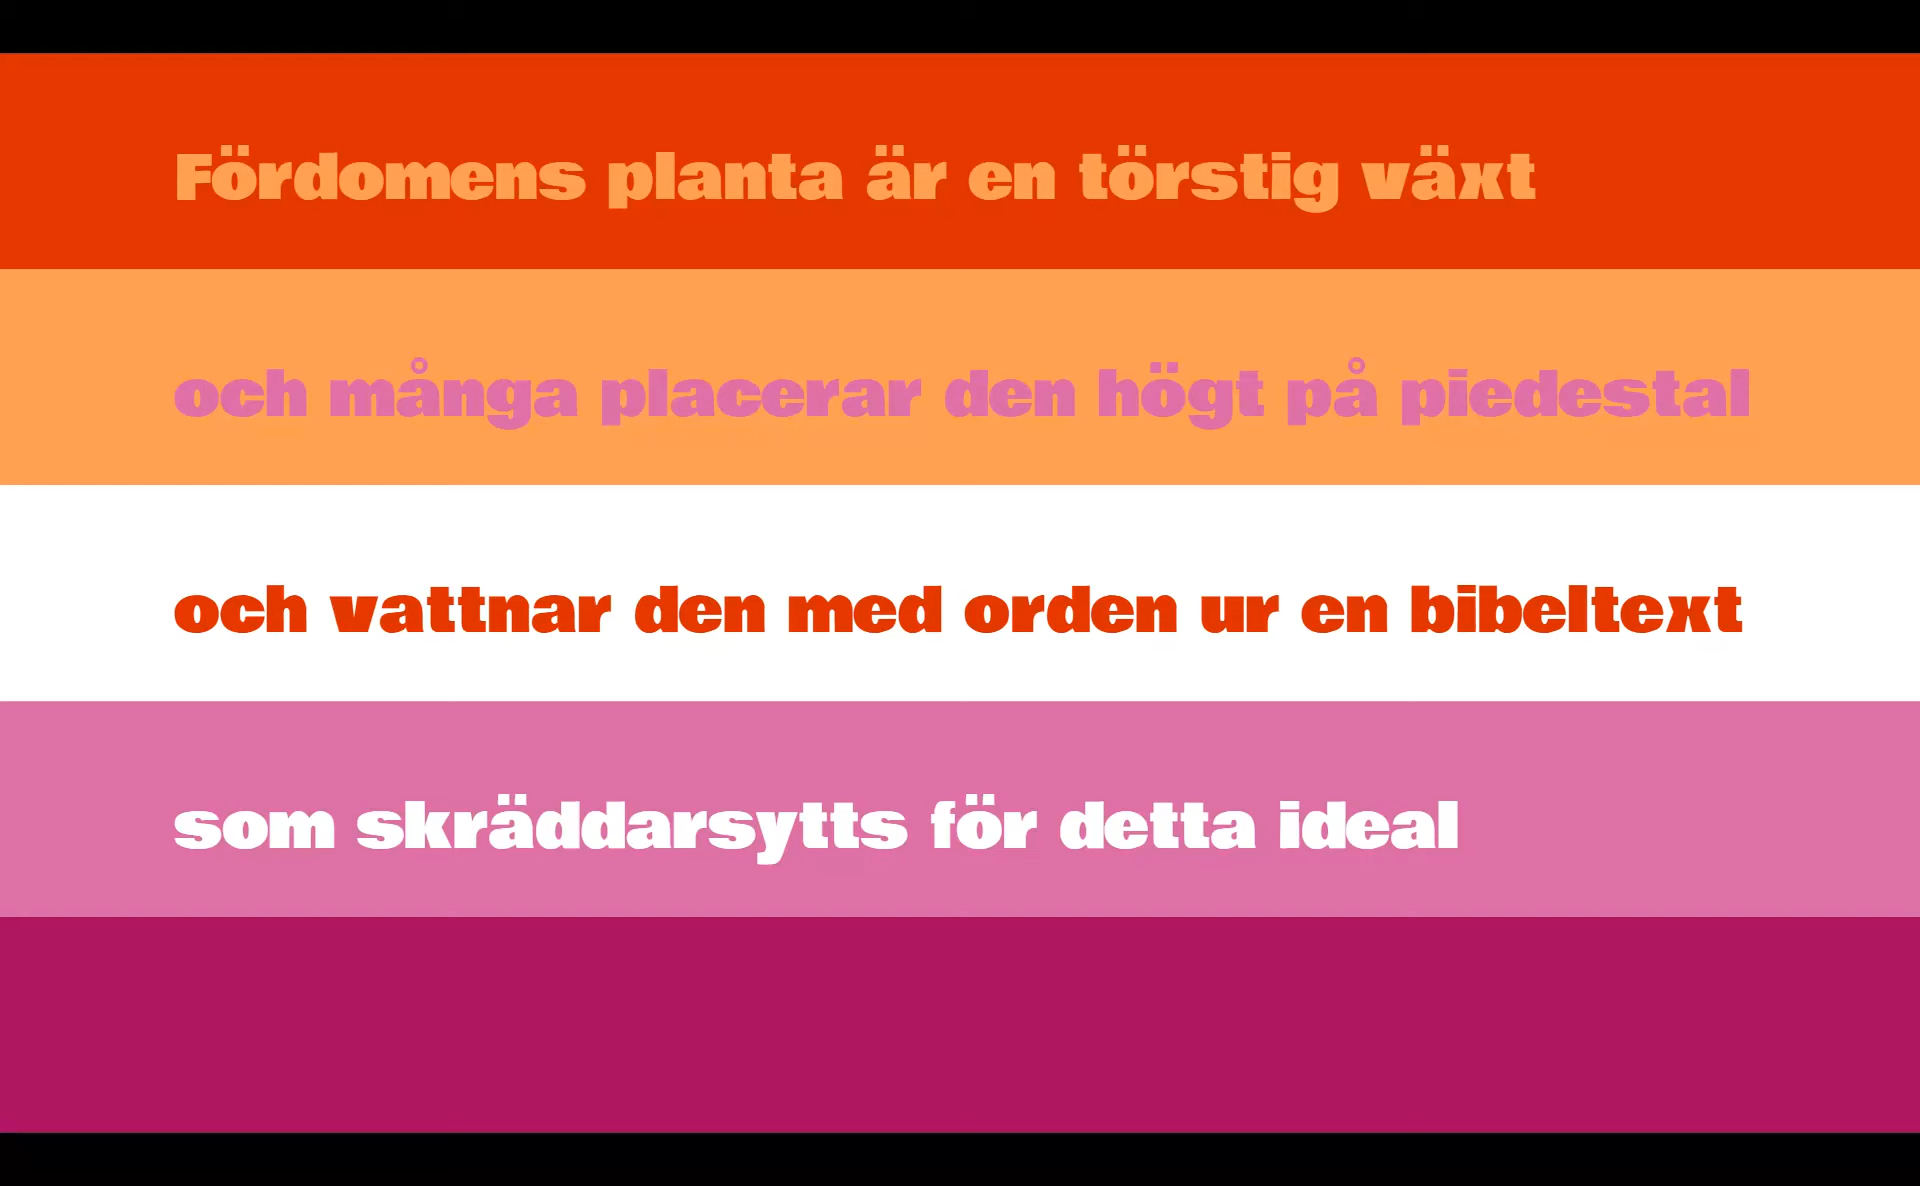 Fördomens planta är en törstig växt
och många placerar den högt på piedestal
och vattnar den med orden ur en bibeltext
som skräddarsytts för detta ideal